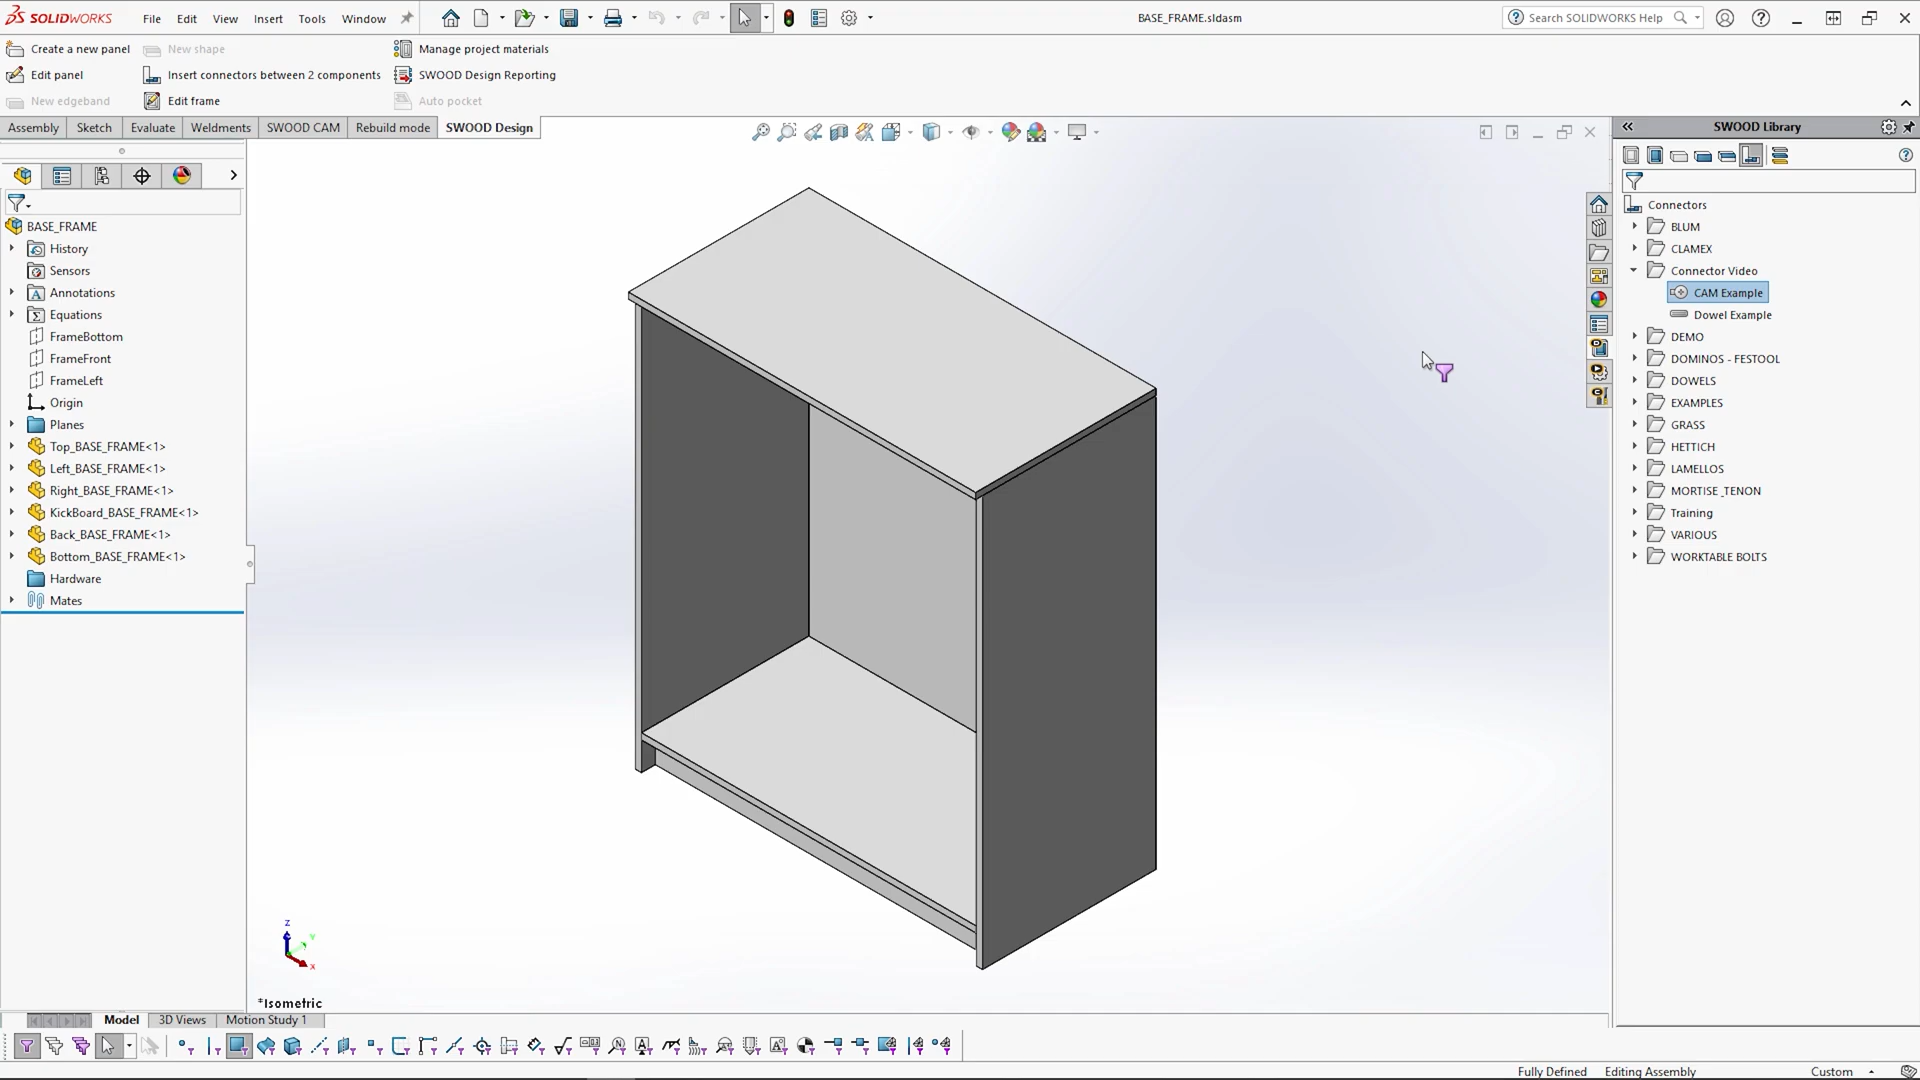 SOLIDWORKS
File Edit View Insert Tools Window
BASE_FRAME.sldasm
Search SOLIDWORKS Help
Create a new panel
New shape
Manage project materials
Edit panel
Insert connectors between 2 components
SWOOD Design Reporting
New edgeband
Edit frame
Auto pocket
Assembly Sketch Evaluate Weldments SWOOD CAM Rebuild mode SWOOD Design
BASE_FRAME
History
Sensors
Annotations
Equations
FrameBottom
FrameFront
FrameLeft
Origin
Planes
Top_BASE_FRAME<1>
Left_BASE_FRAME<1>
Right_BASE_FRAME<1>
KickBoard_BASE_FRAME<1>
Back_BASE_FRAME<1>
Bottom_BASE_FRAME<1>
Hardware
Mates
Z
Y
X
*Isometric
SWOOD Library
Connectors
BLUM
CLAMEX
Connector Video
CAM Example
Dowel Example
DEMO
DOMINOS - FESTOOL
DOWELS
EXAMPLES
GRASS
HETTICH
LAMELLOS
MORTISE_TENON
Training
VARIOUS
WORKTABLE BOLTS
Model 3D Views Motion Study 1
Fully Defined Editing Assembly Custom